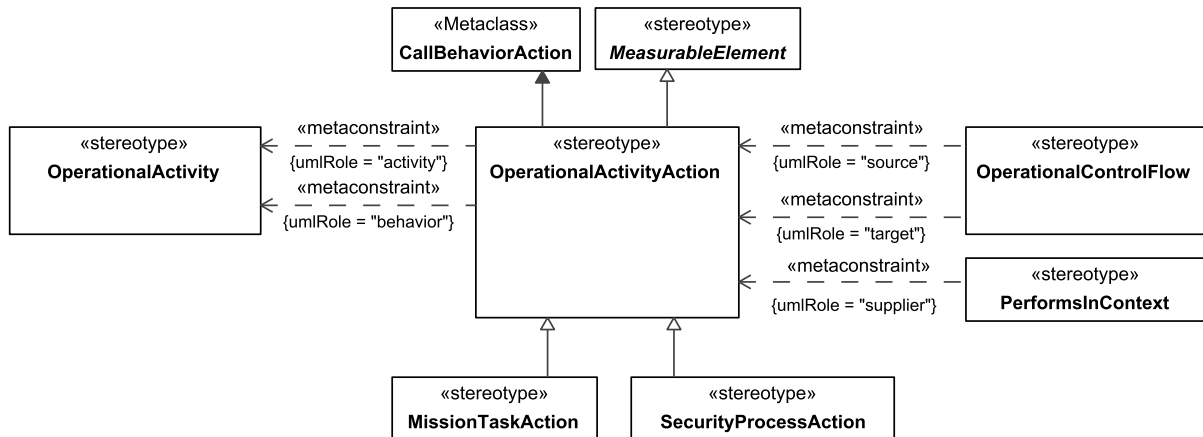 «Metaclass»
CallBehaviorAction
«stereotype»
MeasurableElement
«stereotype»
OperationalActivity
«metaconstraint»
{umlRole = "activity"}
«metaconstraint»
{umlRole = "behavior"}
«stereotype»
OperationalActivityAction
«metaconstraint»
{umlRole = "source"}
«metaconstraint»
{umlRole = "target"}
«metaconstraint»
{umlRole = "supplier"}
«stereotype»
OperationalControlFlow
«stereotype»
PerformsInContext
«stereotype»
MissionTaskAction
«stereotype»
SecurityProcessAction